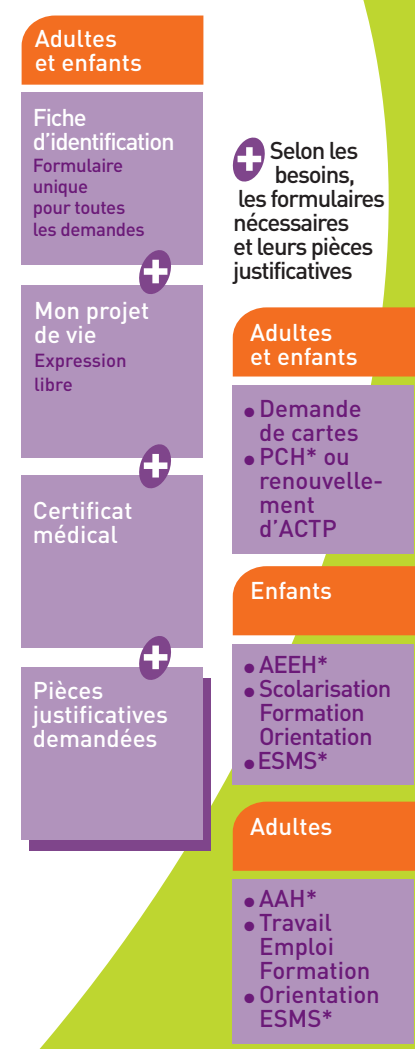 Adultes
et enfants
Fiche
d'identification
Formulaire
unique
pour toutes
les demandes
Mon projet
de vie
Expression
libre
Certificat
médical
Pièces
justificatives
demandées
Selon les
besoins,
les formulaires
nécessaires
et leurs pièces
justificatives
Adultes
et enfants
• Demande
de cartes
• PCH* ou
renouvelle-
ment
d'ACTP
Enfants
• AEEH*
• Scolarisation
Formation
Orientation
• ESMS*
Adultes
• AAH*
• Travail
Emploi
Formation
• Orientation
ESMS*